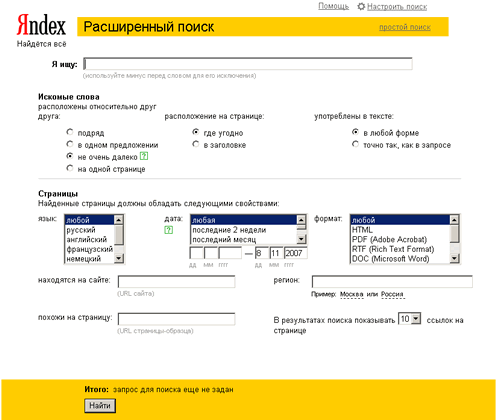 Помощь Настроить поиск
Яndex
Найдётся всё
Расширенный поиск простой поиск
Я ищу:
(используйте минус перед словом для его исключения)
Искомые слова
расположены относительно друг друга: расположение на странице: употреблены в тексте:
подряд где угодно в любой форме
в одном предложении в заголовке точно так, как в запросе
не очень далеко ?
на одной странице
Страницы
Найденные страницы должны обладать следующими свойствами:
язык: любой дата: любая формат: любой
русский ? последние 2 недели HTML
английский последний месяц PDF (Adobe Acrobat)
французский — 8 11 2007 RTF (Rich Text Format)
немецкий дд мм гггг дд мм гггг DOC (Microsoft Word)
находятся на сайте: регион:
(URL сайта) Пример: Москва или Россия
похожи на страницу: В результатах поиска показывать 10 ссылок на странице
(URL страницы-образца)
Итого: запрос для поиска еще не задан
Найти